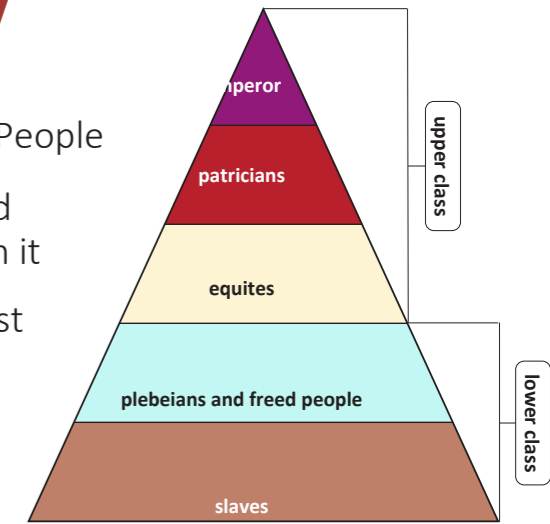 People
d
n it
st
nperor
patricians
equites
plebeians and freed people
slaves
upper class
lower class